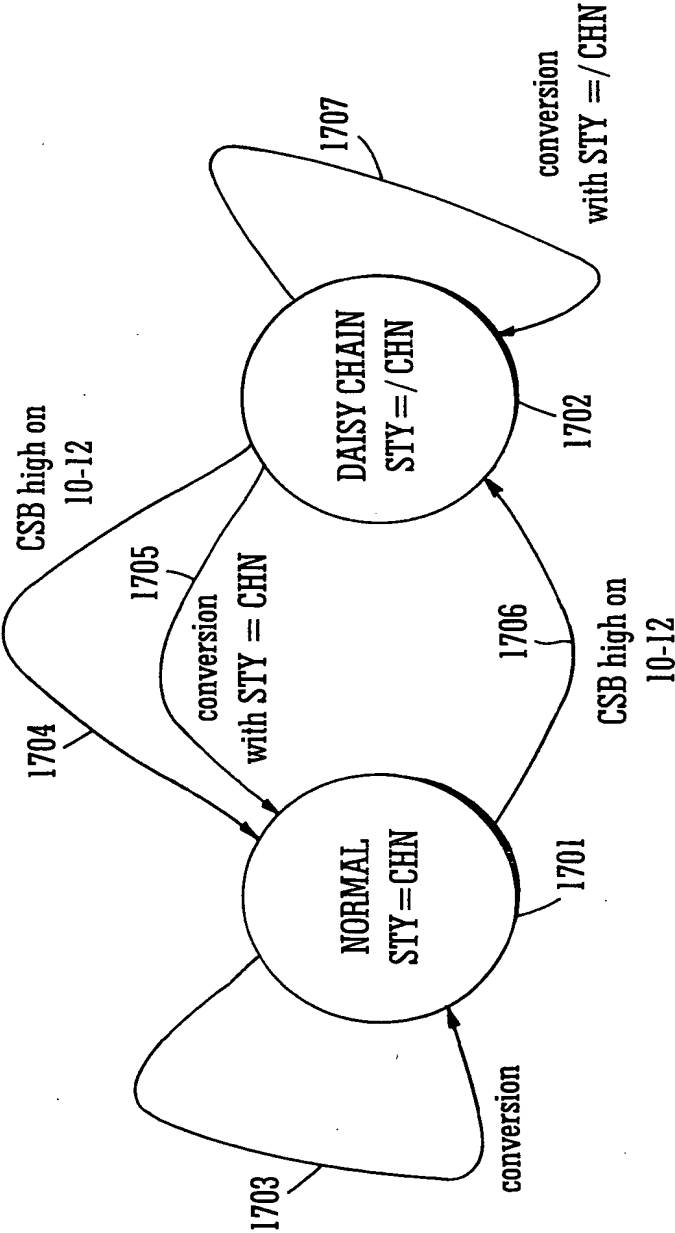 CSB high on
10-12
1704
1705
conversion
with STY = CHN
1703
NORMAL
STY=CHN
1701
conversion
DAISY CHAIN
STY=/ CHN
1702
1706
CSB high on
10-12
1707
conversion
with STY =/ CHN